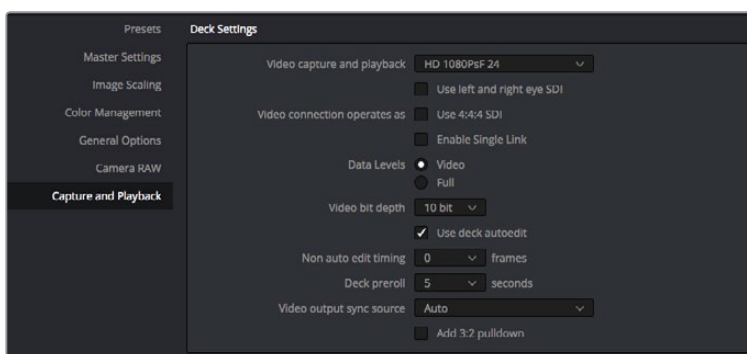 Presets
Master Settings
Image Scaling
Color Management
General Options
Camera RAW
Capture and Playback
Deck Settings
Video capture and playback HD 1080PsF 24
Use left and right eye SDI
Video connection operates as Use 4:4:4 SDI
Enable Single Link
Data Levels Video
Full
Video bit depth 10 bit
Use deck autoedit
Non auto edit timing 0 frames
Deck preroll 5 seconds
Video output sync source Auto
Add 3:2 pulldown